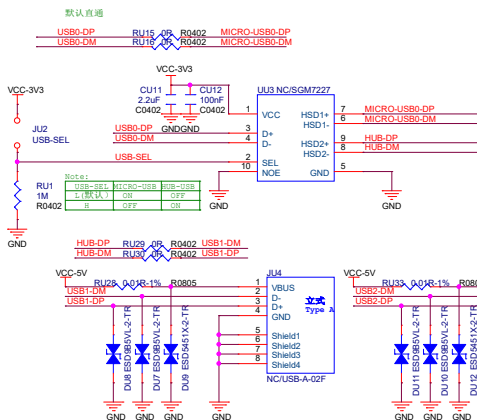 默认直通
USB0-DP RU15 0R R0402 MICRO-USB0-DP
USB0-DM RU16 0R R0402 MICRO-USB0-DM
VCC-3V3
VCC-3V3
CU11 CU12
2.2uF 100nF
C0402 C0402
GND GND
UU3 NC/SGM7227
1 VCC HSD1+ 7 MICRO-USB0-DP
HSD1- 6 MICRO-USB0-DM
USB0-DP 3 D+
USB0-DM 4 D- HSD2+ 9 HUB-DP
HSD2- 8 HUB-DM
JU2
USB-SEL
USB-SEL 2 SEL
10 NOE GND 5
GND
GND
RU1
1M
R0402
GND
Note:
USB-SEL MICRO-USB HUB-USB
L(默认) ON OFF
H OFF ON
HUB-DP RU29 0R R0402 USB1-DM
HUB-DM RU30 0R R0402 USB1-DP
VCC-5V
RU28 0.01R-1% R0805
USB1-DM
USB1-DP
JU4
1 VBUS
2 D-
3 D+
4 GND
5 Shield1
6 Shield2
7 Shield3
8 Shield4
立式
Type A
NC/USB-A-02F
DU8 ESD9B5VL-2-TR
DU7 ESD9B5VL-2-TR
DU9 ESD5451X-2-TR
GND GND GND GND
VCC-5V
RU33 0.01R-1% R080
USB2-DM
USB2-DP
DU11 ESD9B5VL-2-TR
DU10 ESD9B5VL-2-TR
DU12 ESD5451X-2-TR
GND GND GND